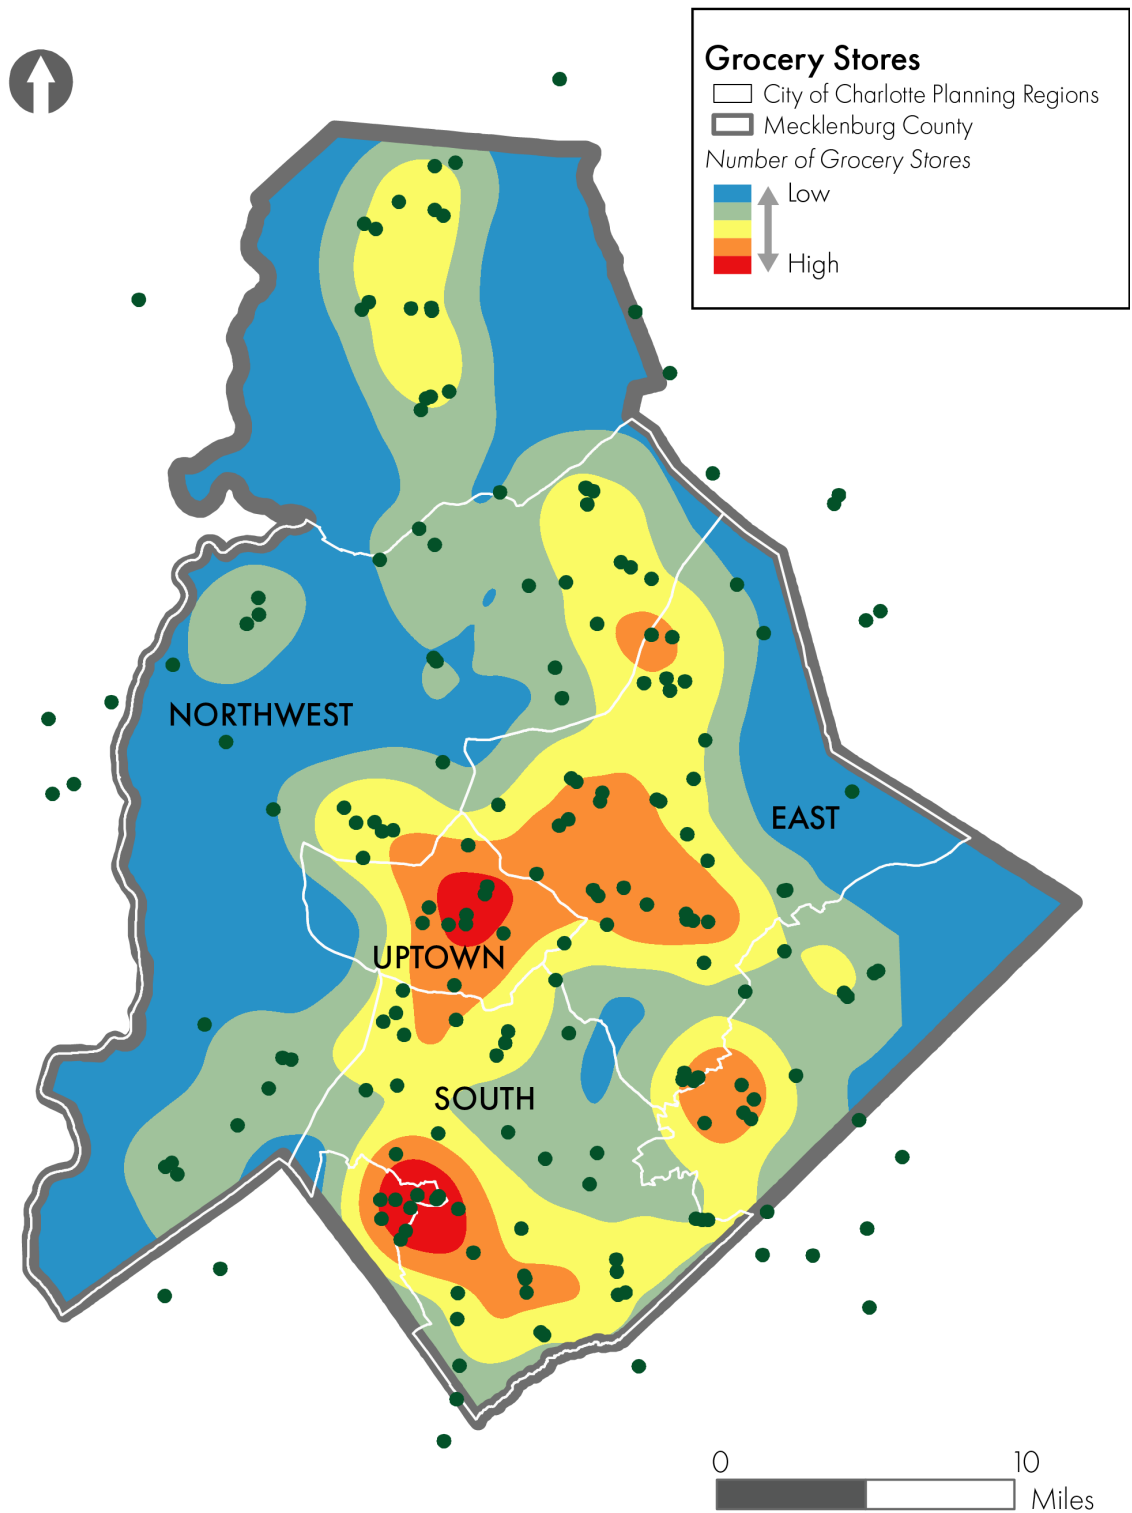 Grocery Stores
City of Charlotte Planning Regions
Mecklenburg County
Number of Grocery Stores
Low
High
NORTHWEST
EAST
UPTOWN
SOUTH
0 10
Miles